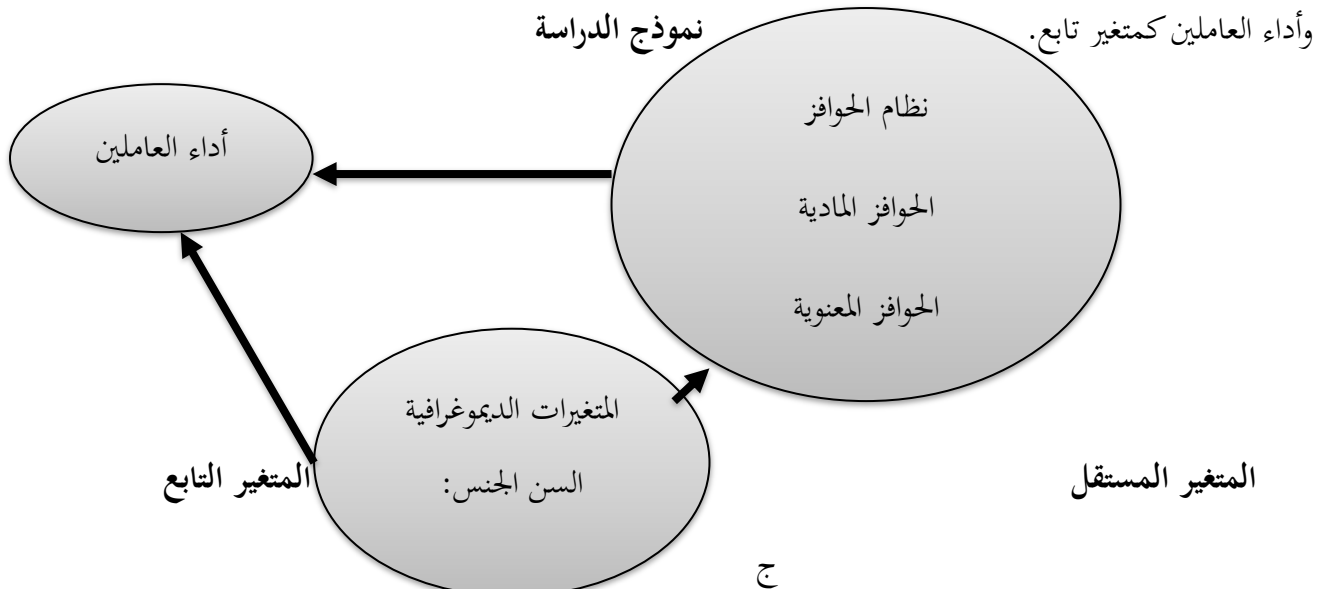 وأداء العاملين كمتغير تابع.
نموذج الدراسة
نظام الحوافز
الحوافز المادية
الحوافز المعنوية
أداء العاملين
المتغيرات الديموغرافية
السن الجنس:
المتغير المستقل
المتغير التابع
ج